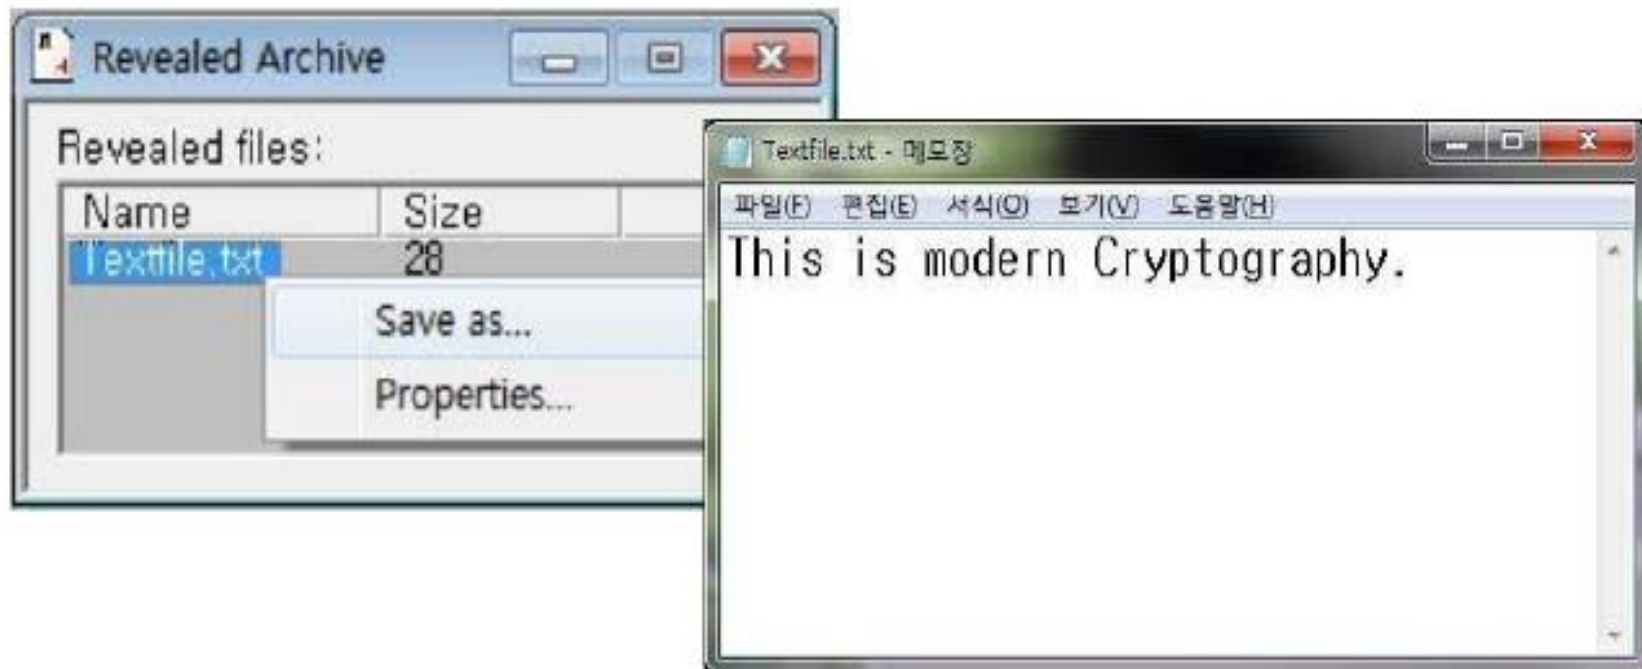 Revealed Archive
Revealed files:
Name Size
Textfile.txt 28
Save as...
Properties...
Textfile.txt - 메모장
파일(F) 편집(E) 서식(O) 보기(V) 도움말(H)
This is modern Cryptography.